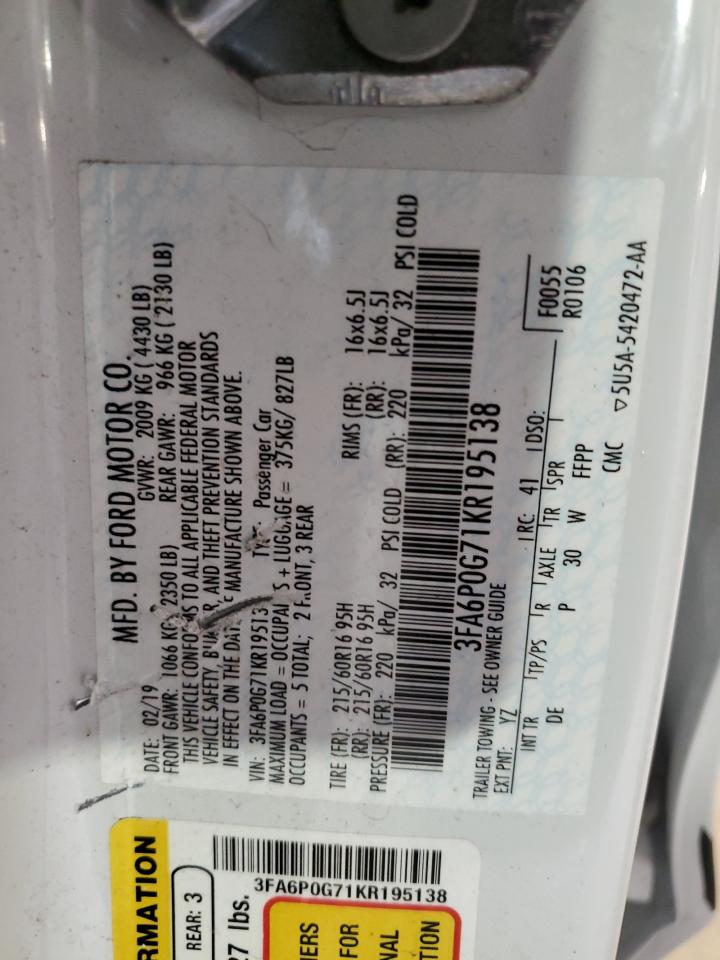 MFD. BY FORD MOTOR CO.
DATE: 02/19 GVWR: 2009 KG ( 4430 LB)
FRONT GAWR: 1066 KG 2350 LB) REAR GAWR: 966 KG ( 2130 LB)
THIS VEHICLE CONFORMS TO ALL APPLICABLE FEDERAL MOTOR
VEHICLE SAFETY, AND THEFT PREVENTION STANDARDS
IN EFFECT ON THE MANUFACTURE SHOWN ABOVE.
VIN: 3FA6P0G71KR19513 Passenger Car
MAXIMUM LOAD = OCCUPANTS + LUGGAGE = 375KG/ 827LB
OCCUPANTS = 5 TOTAL; 2 FRONT, 3 REAR
TIRE (FR): 215/60R16 95H RIMS (FR): 16x6.5J
(RR): 215/60R16 95H (RR): 16x6.5J
PRESSURE (FR): 220 kPa/ 32 PSI COLD (RR): 220 kPa/ 32 PSI COLD
3FA6P0G71KR195138
TRAILER TOWING - SEE OWNER GUIDE
EXT PNT: YZ RC: 41 DSO: F0055
R0106
INT TR TP/PS R AXLE TR SPR
DE P 30 W FFPP
CMC ▽5U5A-5420472-AA
RMATION
REAR: 3
27 lbs.
3FA6P0G71KR195138
ERS
FOR
NAL
TION